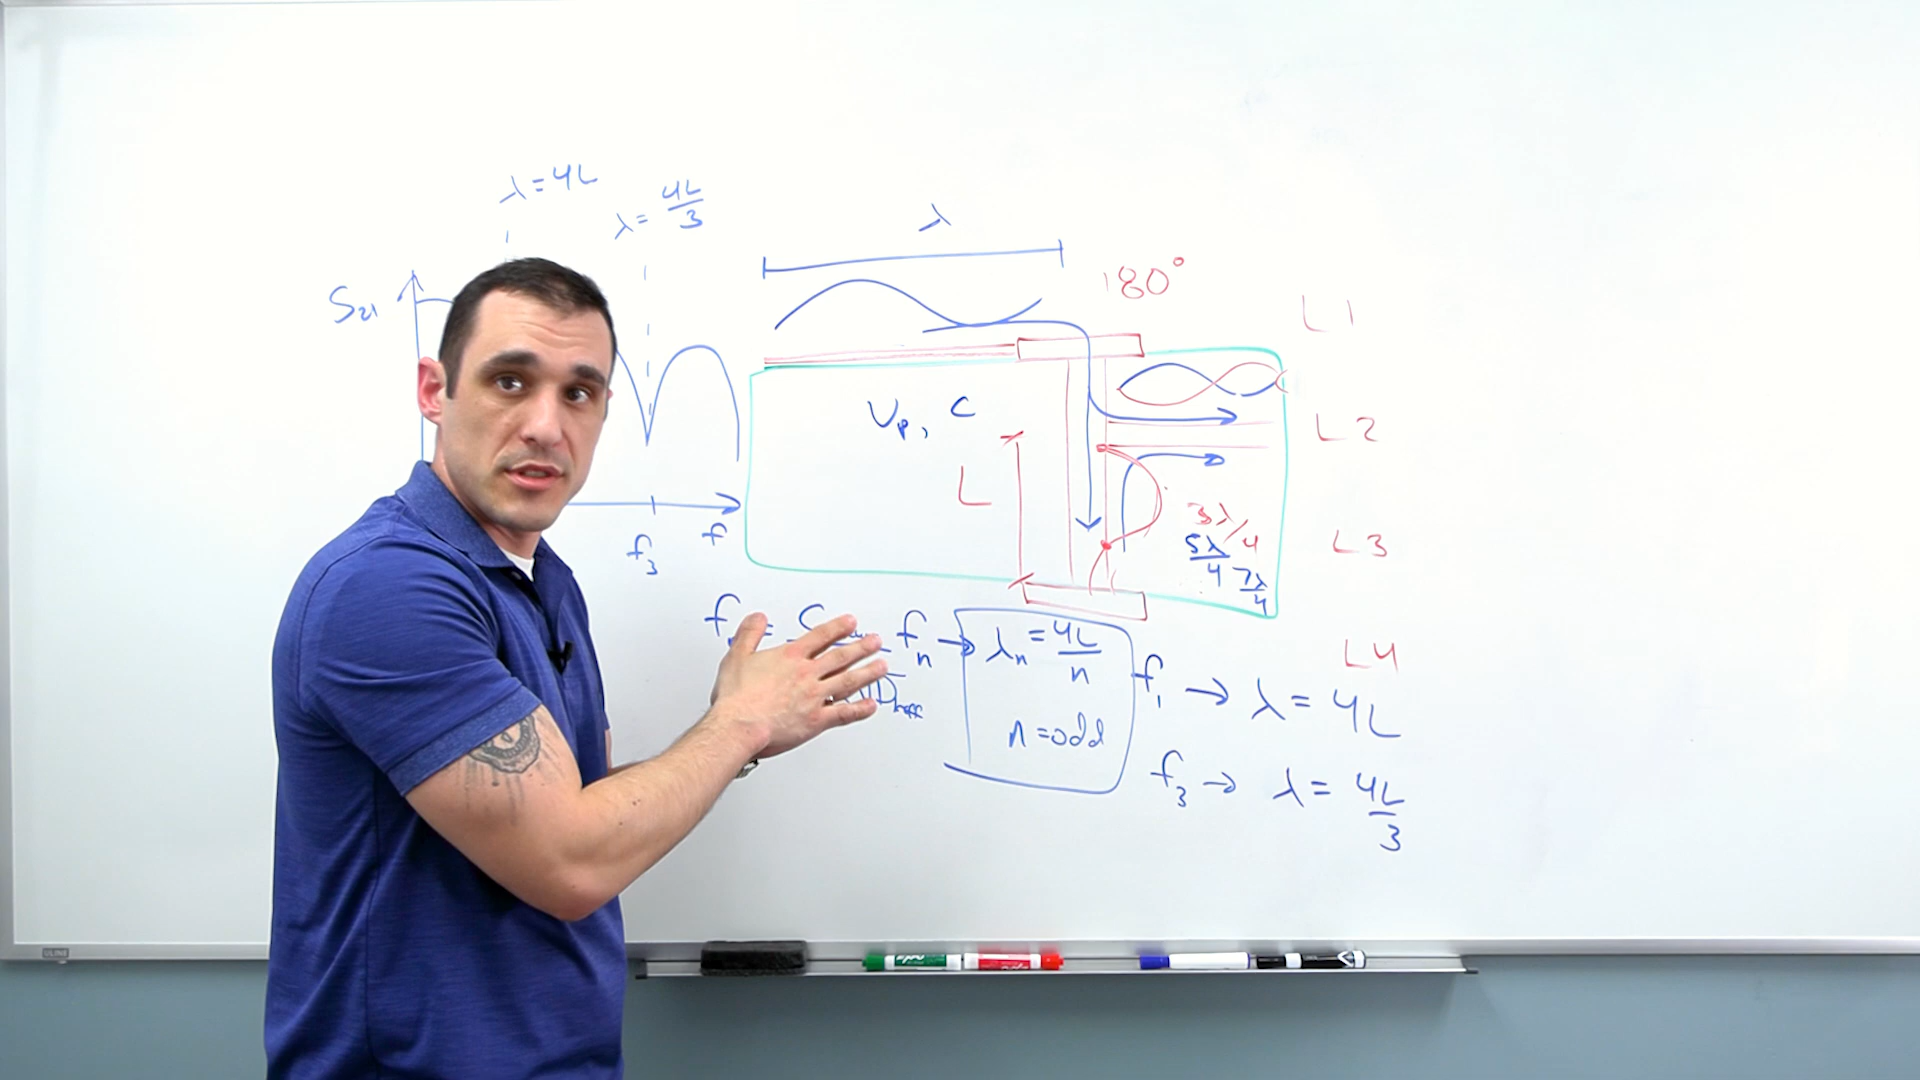 λ = 4L
λ = 4L/3
λ
180°
S21
L1
Vp, C
L2
L
3λ/4
5λ/4
7λ/4
L3
f3
f
fn → λn = 4L/n
n = odd
L4
f1 → λ = 4L
f3 → λ = 4L/3
ULINE